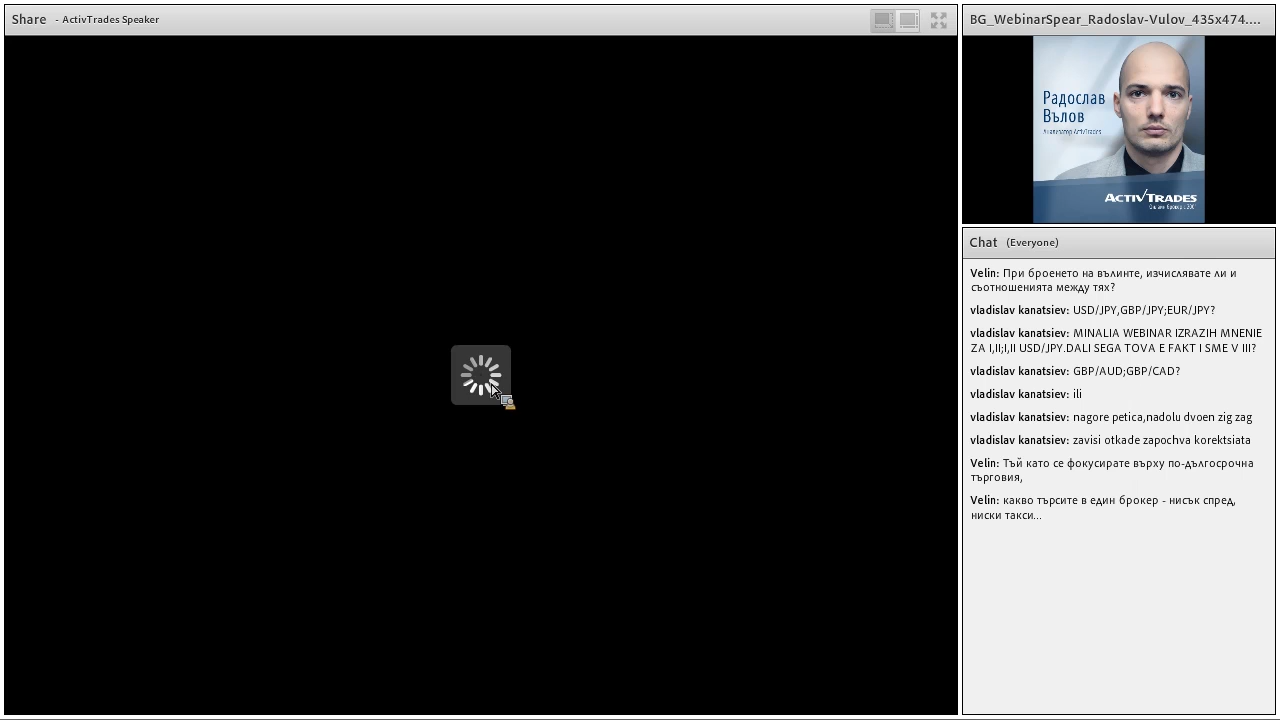 Share - ActivTrades Speaker
BG_WebinarSpear_Radoslav-Vulov_435x474....
Радослав
Вълов
Анализатор ActivTrades
ACTIVTRADES
Chat (Everyone)
Velin: При броенето на вълните, изчислявате ли и
съотношенията между тях?
vladislav kanatsiev: USD/JPY,GBP/JPY;EUR/JPY?
vladislav kanatsiev: MINALIA WEBINAR IZRAZIH MNENIE
ZA I,II;I,II USD/JPY.DALI SEGA TOVA E FAKT I SME V III?
vladislav kanatsiev: GBP/AUD;GBP/CAD?
vladislav kanatsiev: ili
vladislav kanatsiev: nagore petica,nadolu dvoen zig zag
vladislav kanatsiev: zavisi otkade zapochva korektsiata
Velin: Тъй като се фокусирате върху по-дългосрочна
търговия,
Velin: какво търсите в един брокер - нисък спред,
ниски такси...